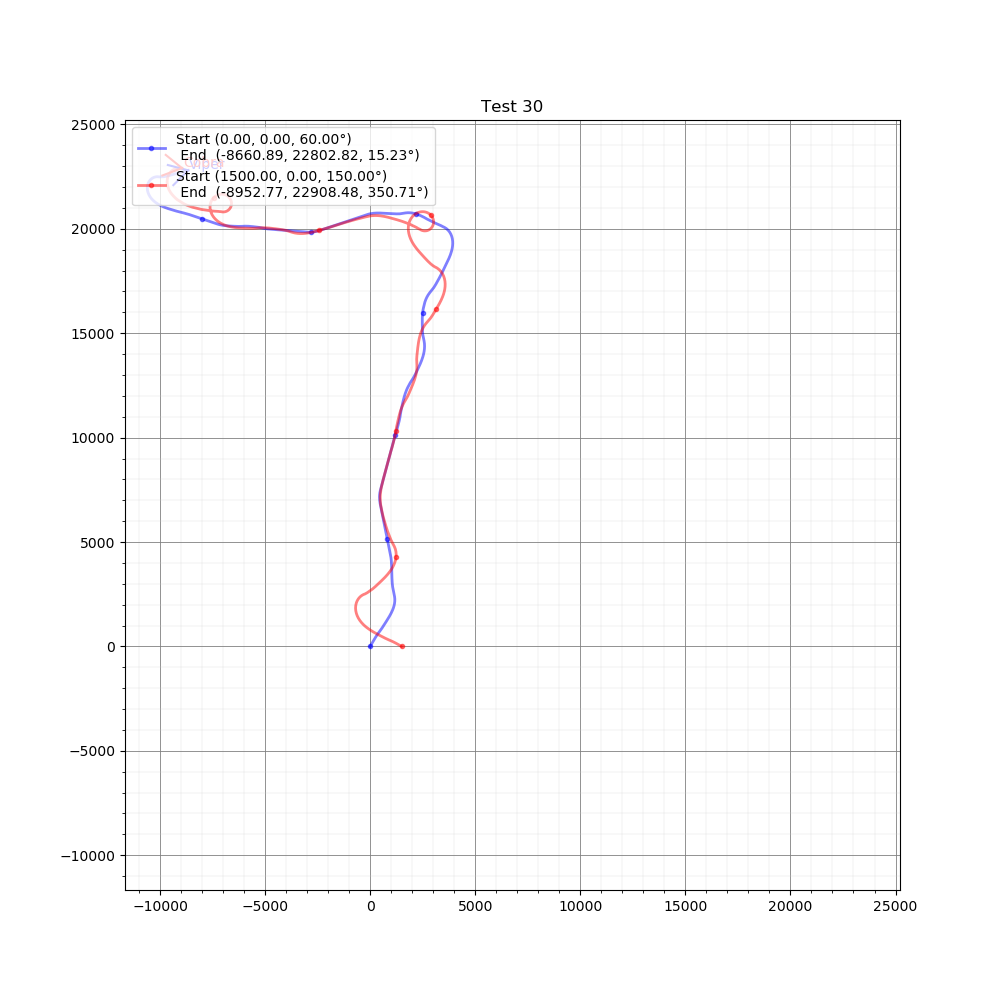 Test 30
Start (0.00, 0.00, 60.00°)
End (-8660.89, 22802.82, 15.23°)
Start (1500.00, 0.00, 150.00°)
End (-8952.77, 22908.48, 350.71°)
25000
20000
15000
10000
5000
0
−5000
−10000
−10000 −5000 0 5000 10000 15000 20000 25000